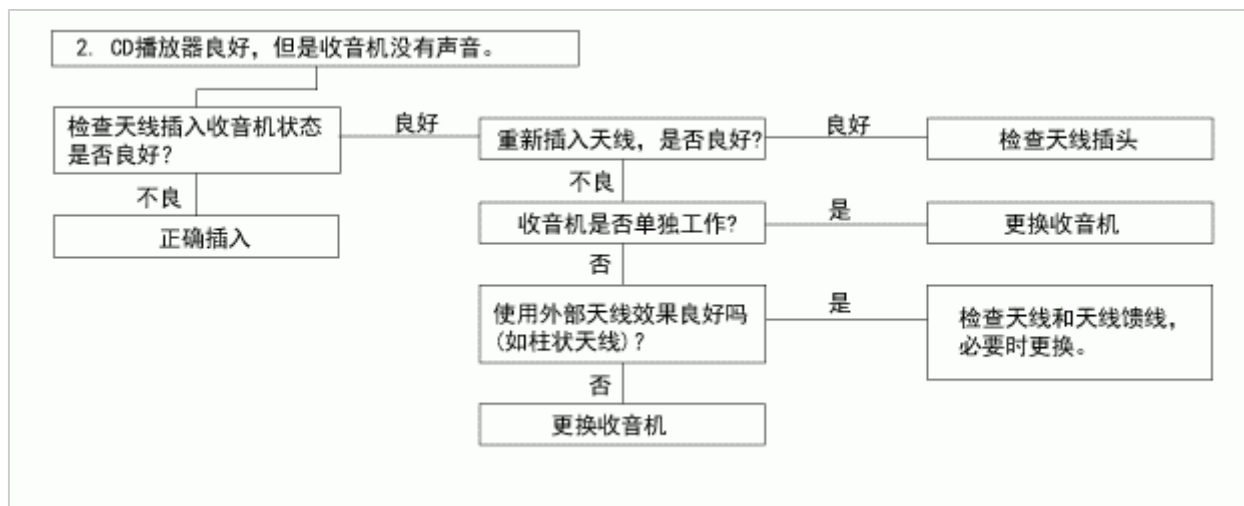 2. CD播放器良好，但是收音机没有声音。
检查天线插入收音机状态
是否良好？
良好
重新插入天线，是否良好？
良好
检查天线插头
不良
不良
正确插入
收音机是否单独工作？
是
更换收音机
否
使用外部天线效果良好吗
(如柱状天线)？
是
检查天线和天线馈线，
必要时更换。
否
更换收音机